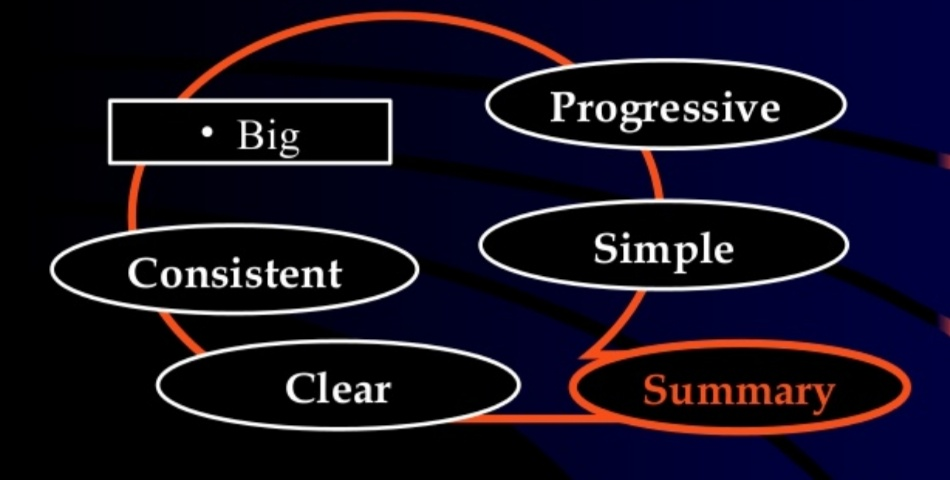 • Big
Progressive
Consistent
Simple
Clear
Summary